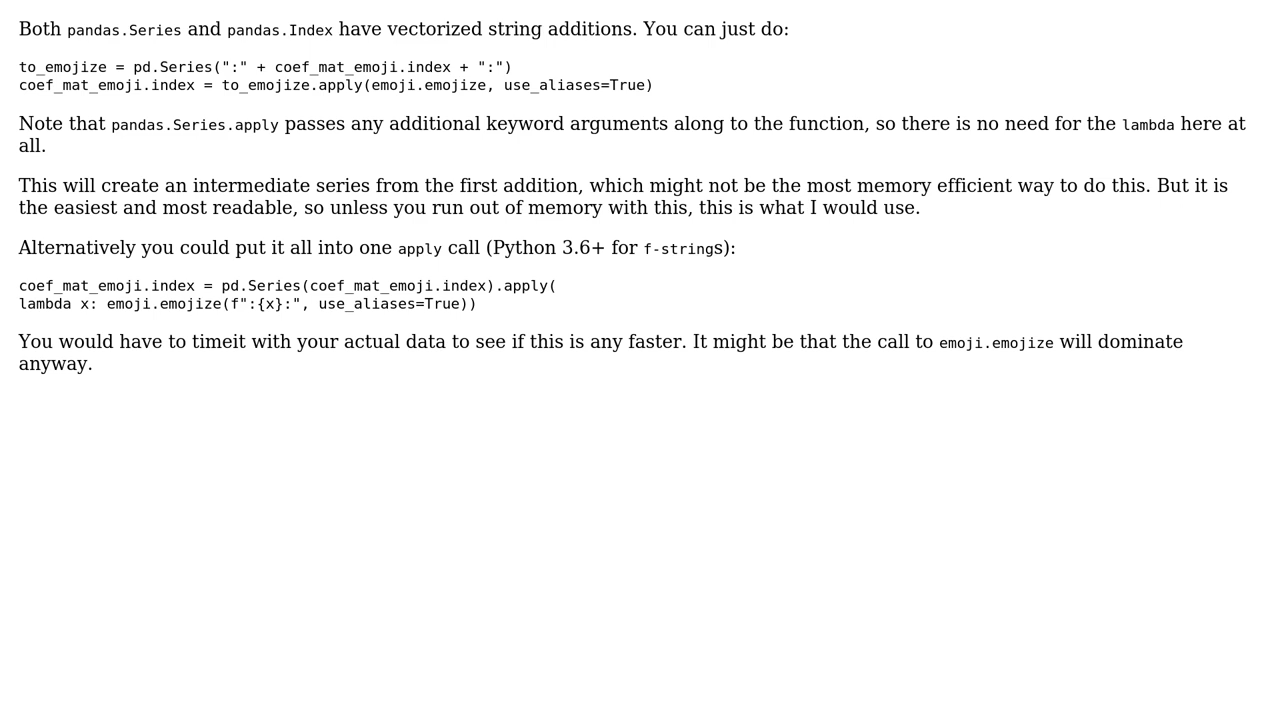 Both pandas.Series and pandas.Index have vectorized string additions. You can just do:
to_emojize = pd.Series(":" + coef_mat_emoji.index + ":")
coef_mat_emoji.index = to_emojize.apply(emoji.emojize, use_aliases=True)
Note that pandas.Series.apply passes any additional keyword arguments along to the function, so there is no need for the lambda here at
all.
This will create an intermediate series from the first addition, which might not be the most memory efficient way to do this. But it is
the easiest and most readable, so unless you run out of memory with this, this is what I would use.
Alternatively you could put it all into one apply call (Python 3.6+ for f-strings):
coef_mat_emoji.index = pd.Series(coef_mat_emoji.index).apply(
lambda x: emoji.emojize(f":{x}:", use_aliases=True))
You would have to timeit with your actual data to see if this is any faster. It might be that the call to emoji.emojize will dominate
anyway.